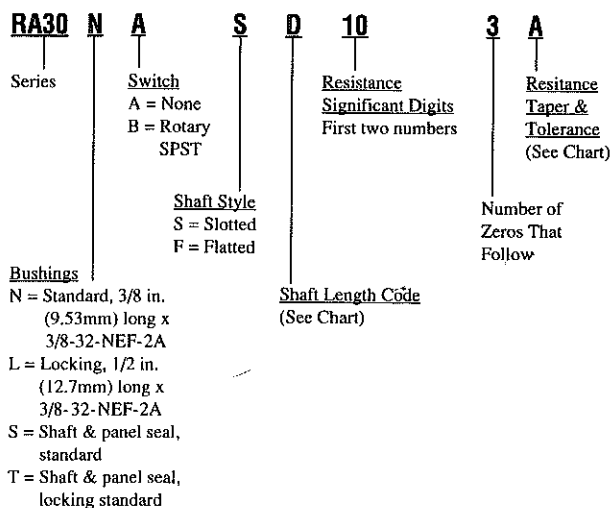 RA30 N A S D 10 3 A
Series
Switch
A = None
B = Rotary
SPST
Resistance
Significant Digits
First two numbers
Resitance
Taper &
Tolerance
(See Chart)
Shaft Style
S = Slotted
F = Flatted
Number of
Zeros That
Follow
Bushings
N = Standard, 3/8 in.
(9.53mm) long x
3/8-32-NEF-2A
L = Locking, 1/2 in.
(12.7mm) long x
3/8-32-NEF-2A
S = Shaft & panel seal,
standard
T = Shaft & panel seal,
locking standard
Shaft Length Code
(See Chart)